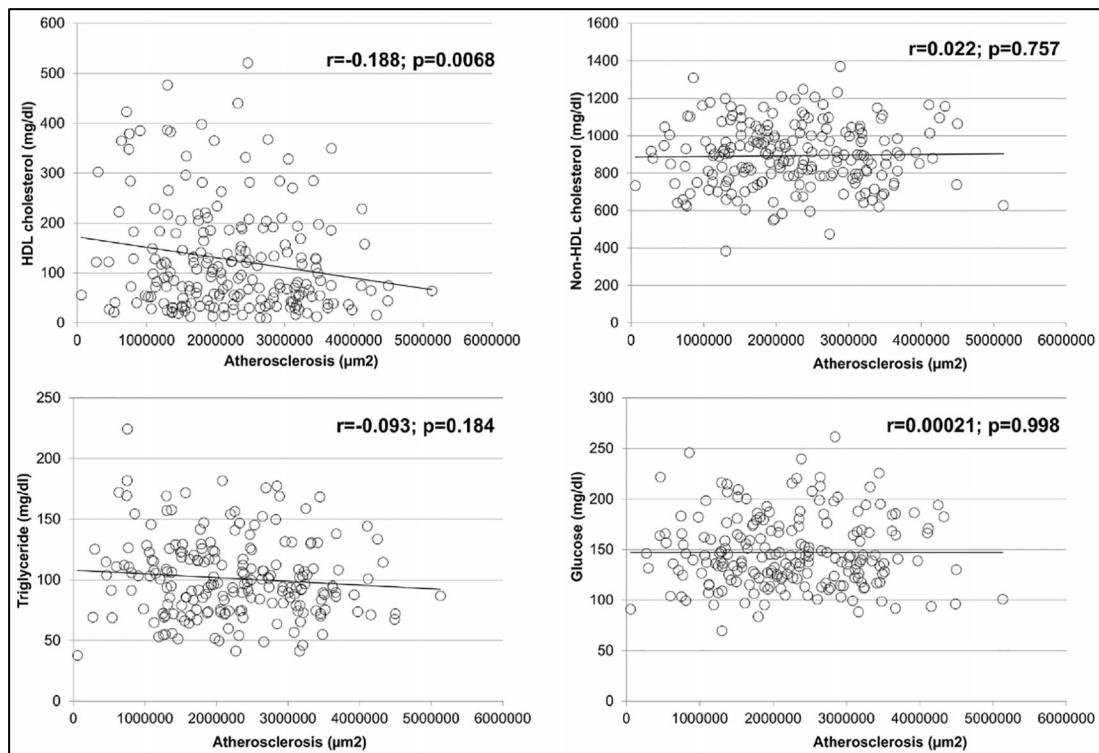 r=-0.188; p=0.0068
HDL cholesterol (mg/dl)
600
500
400
300
200
100
0
0 1000000 2000000 3000000 4000000 5000000 6000000
Atherosclerosis (µm2)
r=0.022; p=0.757
Non-HDL cholesterol (mg/dl)
1600
1400
1200
1000
800
600
400
200
0
0 1000000 2000000 3000000 4000000 5000000 6000000
Atherosclerosis (µm2)
r=-0.093; p=0.184
Triglyceride (mg/dl)
250
200
150
100
50
0
0 1000000 2000000 3000000 4000000 5000000 6000000
Atherosclerosis (µm2)
r=0.00021; p=0.998
Glucose (mg/dl)
300
250
200
150
100
50
0
0 1000000 2000000 3000000 4000000 5000000 6000000
Atherosclerosis (µm2)